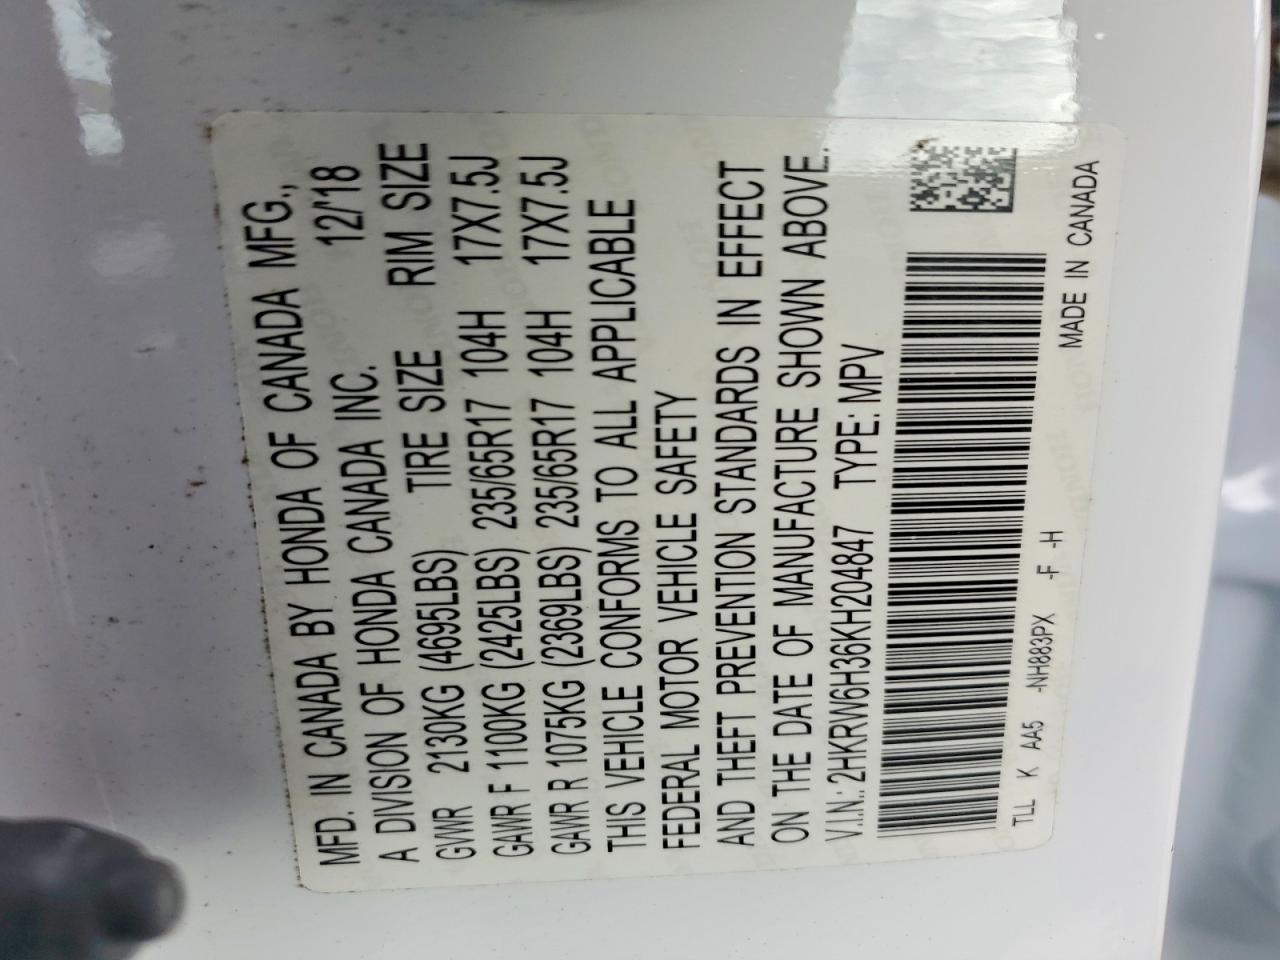 MFD. IN CANADA BY HONDA OF CANADA MFG.,
A DIVISION OF HONDA CANADA INC. 12/'18
GVWR 2130KG (4695LBS) TIRE SIZE RIM SIZE
GAWR F 1100KG (2425LBS) 235/65R17 104H 17X7.5J
GAWR R 1075KG (2369LBS) 235/65R17 104H 17X7.5J
THIS VEHICLE CONFORMS TO ALL APPLICABLE
FEDERAL MOTOR VEHICLE SAFETY
AND THEFT PREVENTION STANDARDS IN EFFECT
ON THE DATE OF MANUFACTURE SHOWN ABOVE.
V.I.N.: 2HKRW6H36KH204847 TYPE: MPV
TLL K AA5 -NH883PX -F -H MADE IN CANADA